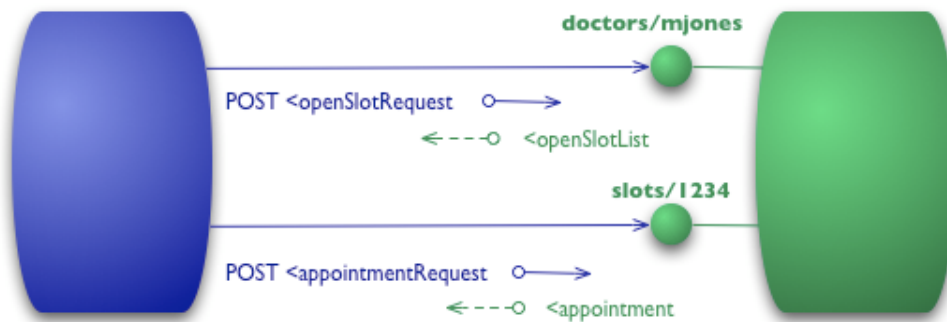 doctors/mjones
POST <openSlotRequest
<openSlotList
slots/1234
POST <appointmentRequest
<appointment